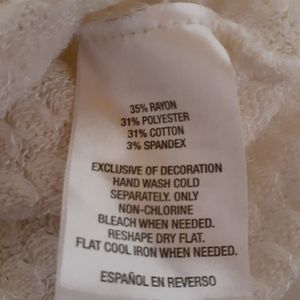 35% RAYON
31% POLYESTER
31% COTTON
3% SPANDEX
EXCLUSIVE OF DECORATION
HAND WASH COLD
SEPARATELY. ONLY
NON-CHLORINE
BLEACH WHEN NEEDED.
RESHAPE DRY FLAT.
FLAT COOL IRON WHEN NEEDED.
ESPAÑOL EN REVERSO